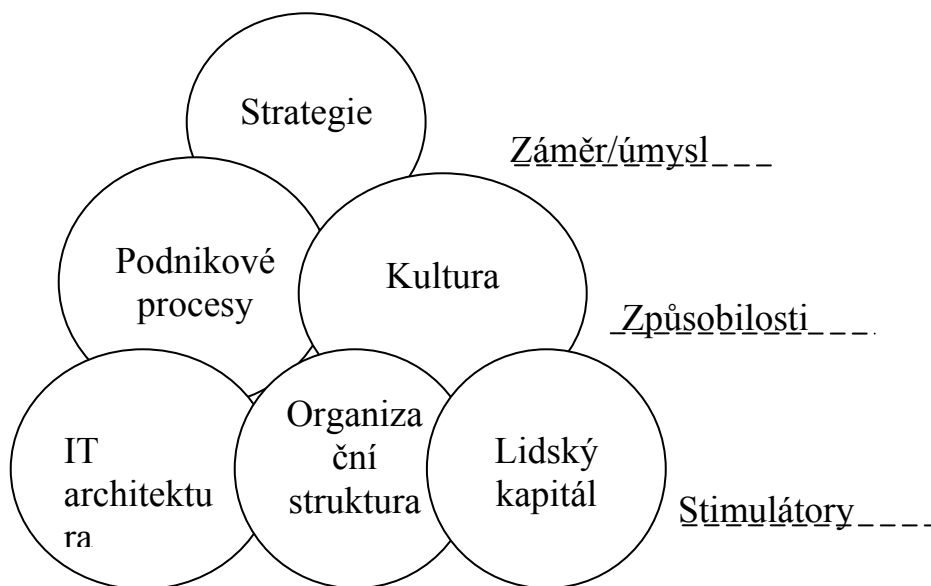 Strategie
Záměr/úmysl
Podnikové
procesy
Kultura
Způsobilosti
Organiza
ční
struktura
IT
architektu
ra
Lidský
kapitál
Stimulátory